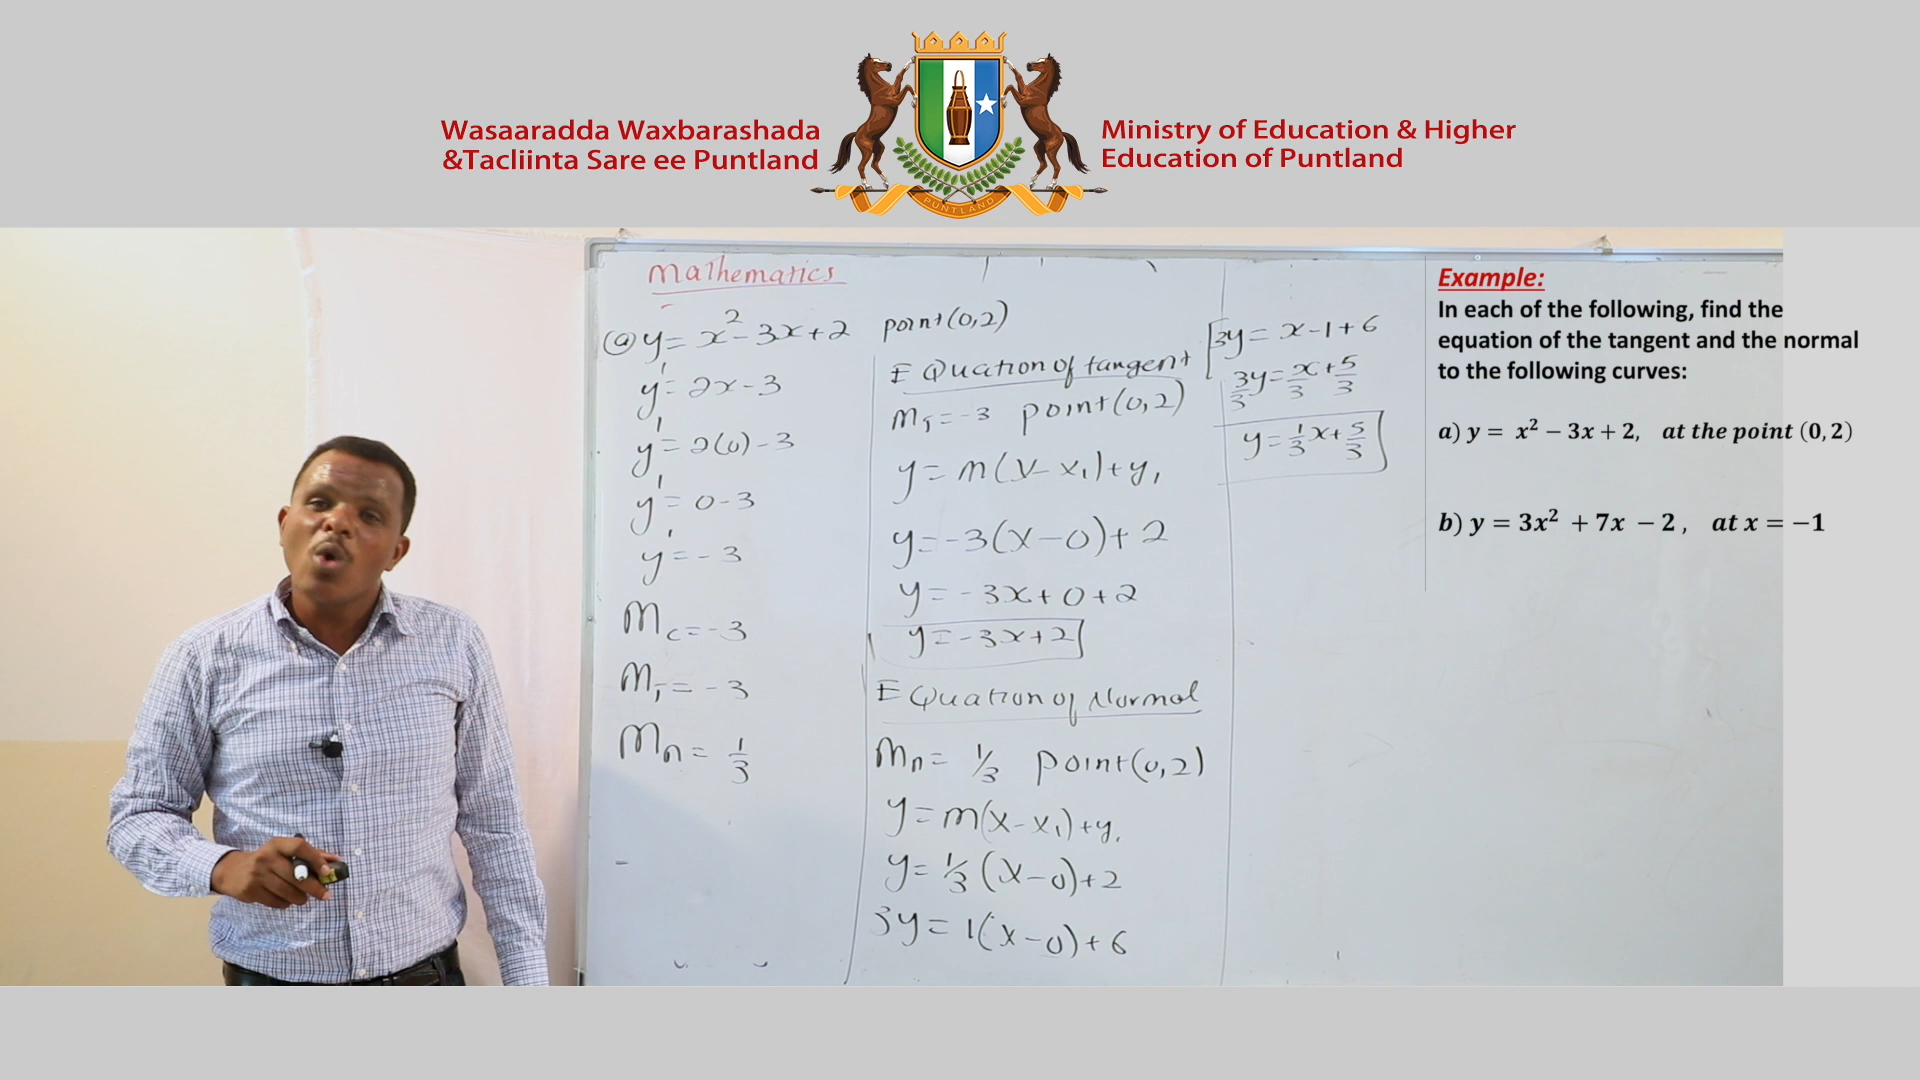 Wasaaradda Waxbarashada
&Tacliinta Sare ee Puntland
PUNTLAND
Ministry of Education & Higher
Education of Puntland
Mathematics
(a) y = x² - 3x + 2 point (0,2)
y' = 2x - 3
y' = 2(0) - 3
y' = 0 - 3
y' = -3
Mc = -3
MT = -3
Mn = 1/3
EQuation of tangent
MT = -3 point (0,2)
y = m(x - x₁) + y₁
y = -3(x - 0) + 2
y = -3x + 0 + 2
y = -3x + 2
EQuation of Normal
Mn = 1/3 point (0,2)
y = m(x - x₁) + y₁
y = 1/3 (x - 0) + 2
3y = 1(x - 0) + 6
3y = x - 1 + 6
3y/3 = x/3 + 5/3
y = 1/3 x + 5/3
Example:
In each of the following, find the
equation of the tangent and the normal
to the following curves:
a) y = x² − 3x + 2, at the point (0, 2)
b) y = 3x² + 7x − 2 , at x = −1